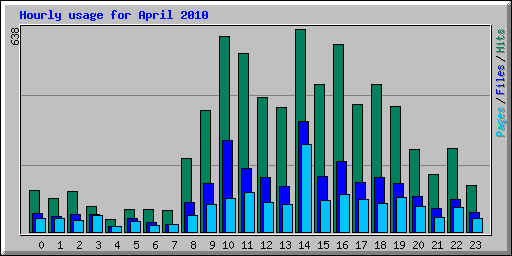 Hourly usage for April 2010
638
Pages / Files / Hits
0 1 2 3 4 5 6 7 8 9 10 11 12 13 14 15 16 17 18 19 20 21 22 23